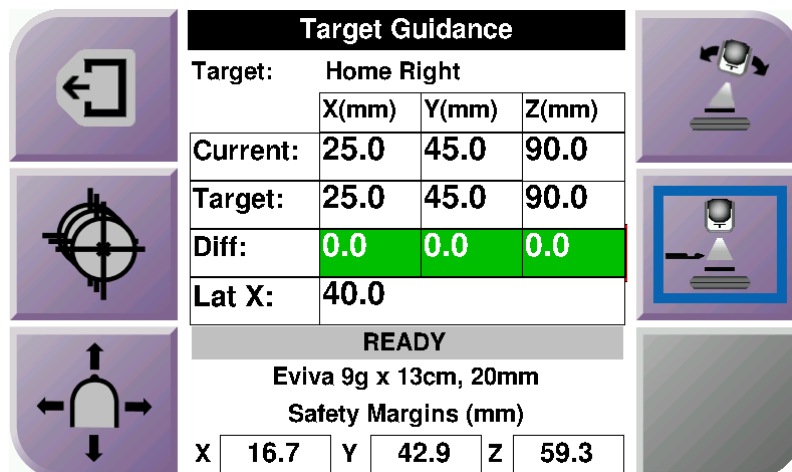 Target Guidance
Target: Home Right
X(mm) Y(mm) Z(mm)
Current: 25.0 45.0 90.0
Target: 25.0 45.0 90.0
Diff: 0.0 0.0 0.0
Lat X: 40.0
READY
Eviva 9g x 13cm, 20mm
Safety Margins (mm)
X 16.7 Y 42.9 Z 59.3